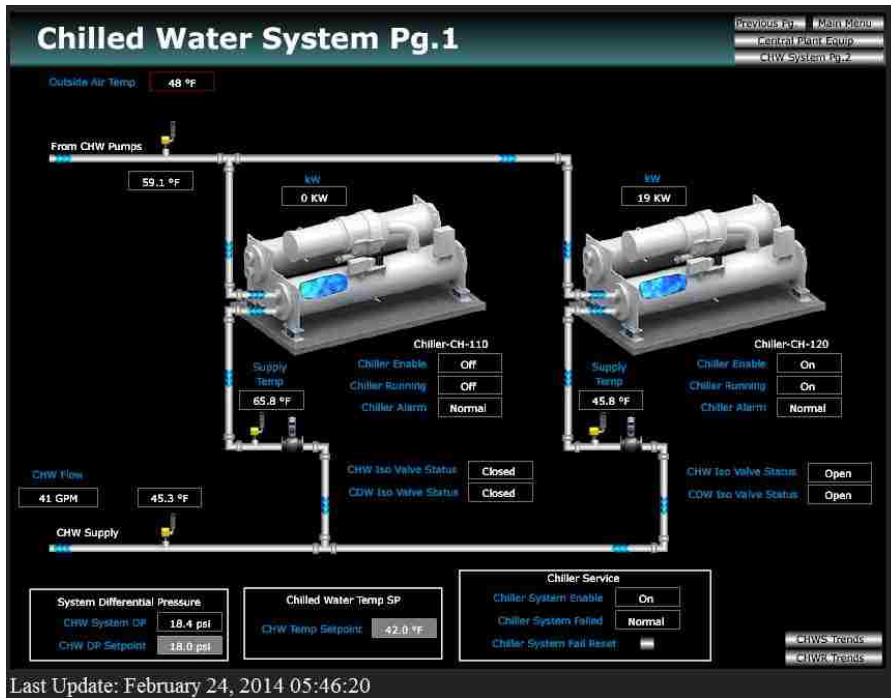 Chilled Water System Pg.1
Previous Pg Main Menu
Central Plant Equip
CHW System Pg.2
Outside Air Temp 48 °F
From CHW Pumps
59.1 °F
kW
0 KW
kW
19 KW
Chiller-CH-110
Chiller Enable Off
Chiller Running Off
Chiller Alarm Normal
Supply
Temp
65.8 °F
Chiller-CH-120
Chiller Enable On
Chiller Running On
Chiller Alarm Normal
Supply
Temp
45.8 °F
CHW Iso Valve Status Closed
CDW Iso Valve Status Closed
CHW Iso Valve Status Open
CDW Iso Valve Status Open
CHW Flow
41 GPM
45.3 °F
CHW Supply
System Differential Pressure
CHW System DP 18.4 psi
CHW DP Setpoint 18.0 psi
Chilled Water Temp SP
CHW Temp Setpoint 42.0 °F
Chiller Service
Chiller System Enable On
Chiller System Failed Normal
Chiller System Fail Reset
CHWS Trends
CHWR Trends
Last Update: February 24, 2014 05:46:20